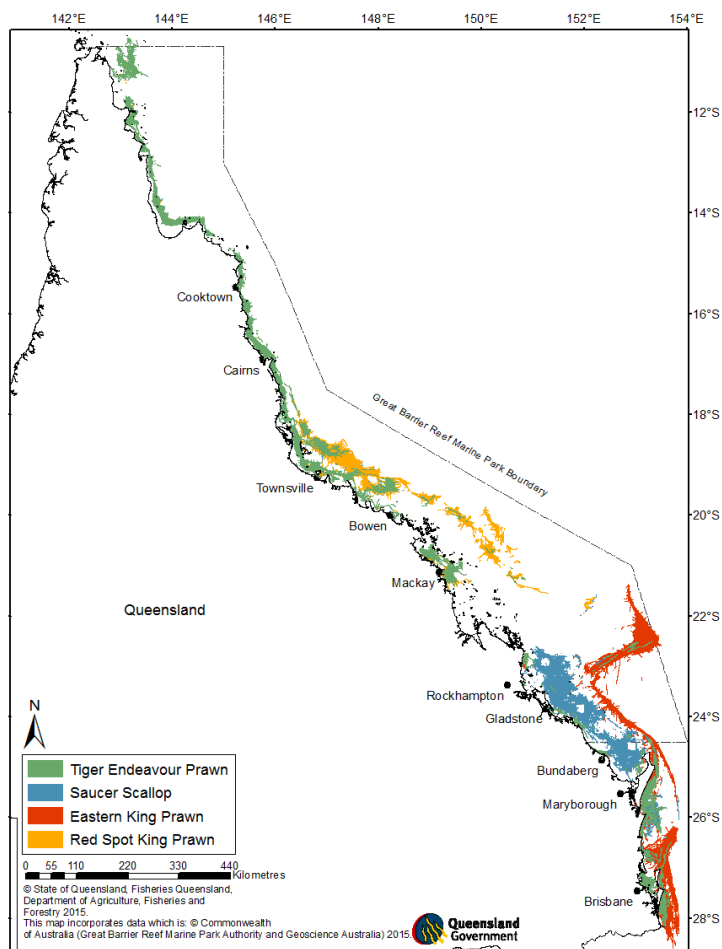 142°E 144°E 146°E 148°E 150°E 152°E 154°E
12°S
14°S
Cooktown
16°S
Cairns
18°S
Great Barrier Reef Marine Park Boundary
Townsville
20°S
Bowen
Mackay
Queensland
22°S
Rockhampton
N
24°S
Gladstone
Tiger Endeavour Prawn
Bundaberg
Saucer Scallop
Maryborough
Eastern King Prawn
26°S
Red Spot King Prawn
0 55 110 220 330 440
Kilometres
© State of Queensland, Fisheries Queensland,
Department of Agriculture, Fisheries and
Forestry 2015.
Brisbane
This map incorporates data which is: © Commonwealth
of Australia (Great Barrier Reef Marine Park Authority and Geoscience Australia) 2015.
Queensland
Government
28°S